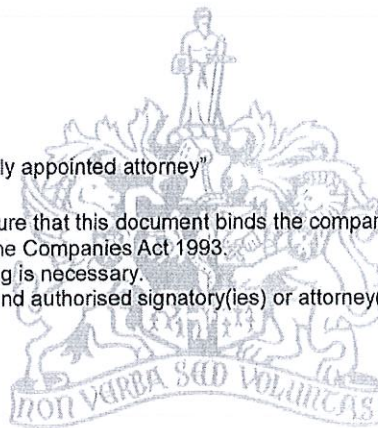 ly appointed attorney"
ure that this document binds the compan
he Companies Act 1993.
g is necessary.
nd authorised signatory(ies) or attorney(
NON VERBA SED VOLUNTAS